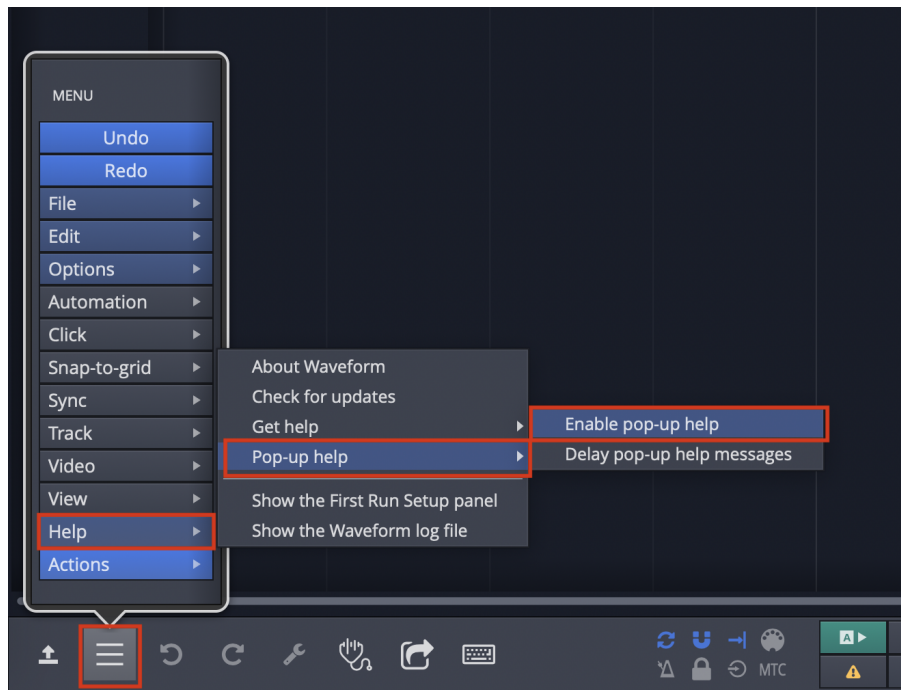 MENU
Undo
Redo
File
Edit
Options
Automation
Click
Snap-to-grid
Sync
Track
Video
View
Help
Actions
About Waveform
Check for updates
Get help
Pop-up help
Show the First Run Setup panel
Show the Waveform log file
Enable pop-up help
Delay pop-up help messages
MTC
A